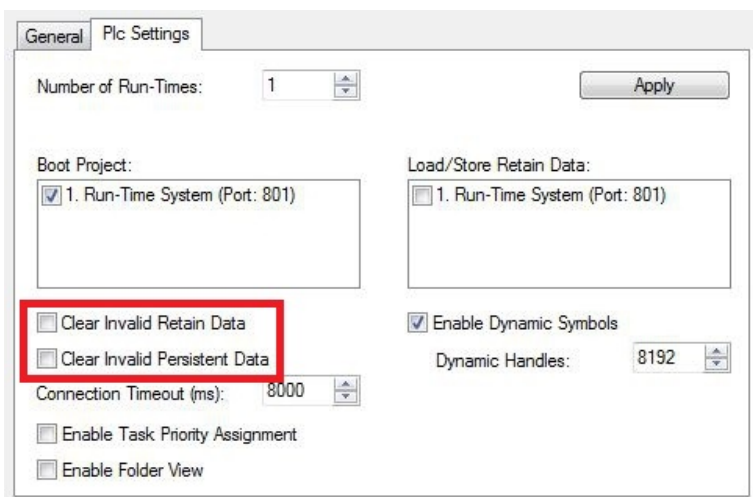 General Plc Settings
Number of Run-Times: 1 Apply
Boot Project: Load/Store Retain Data:
1. Run-Time System (Port: 801) 1. Run-Time System (Port: 801)
Clear Invalid Retain Data Enable Dynamic Symbols
Clear Invalid Persistent Data Dynamic Handles: 8192
Connection Timeout (ms): 8000
Enable Task Priority Assignment
Enable Folder View